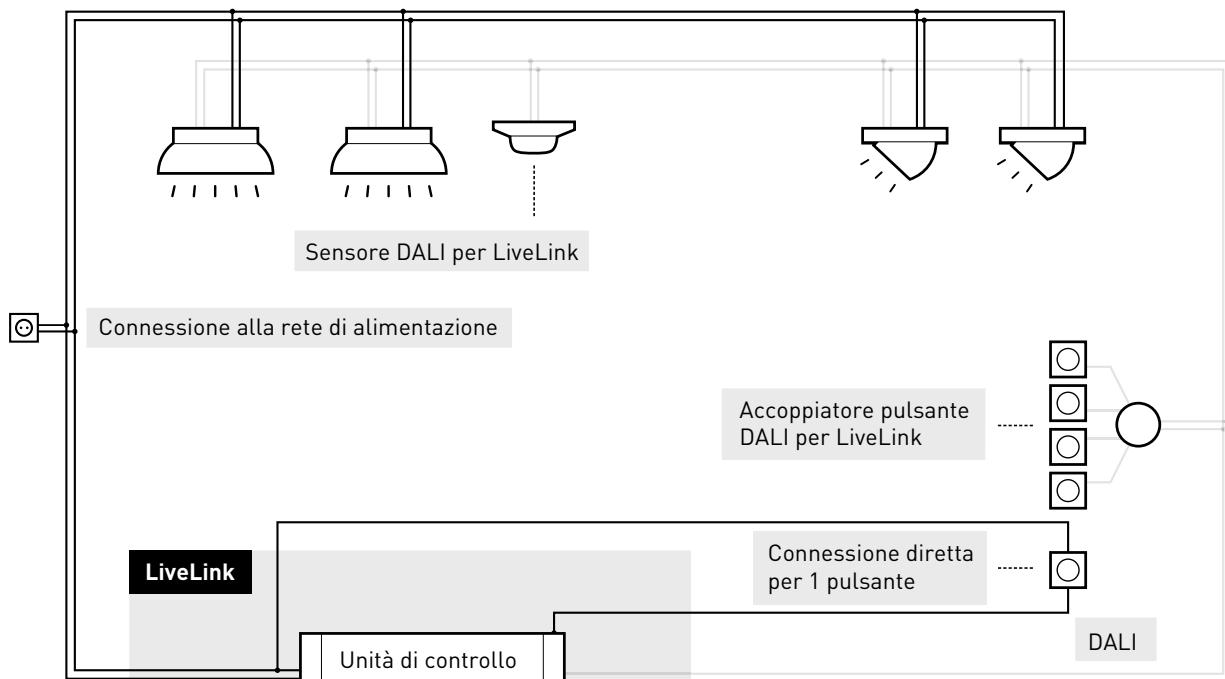 Sensore DALI per LiveLink
Connessione alla rete di alimentazione
Accoppiatore pulsante
DALI per LiveLink
Connessione diretta
per 1 pulsante
LiveLink
DALI
Unità di controllo